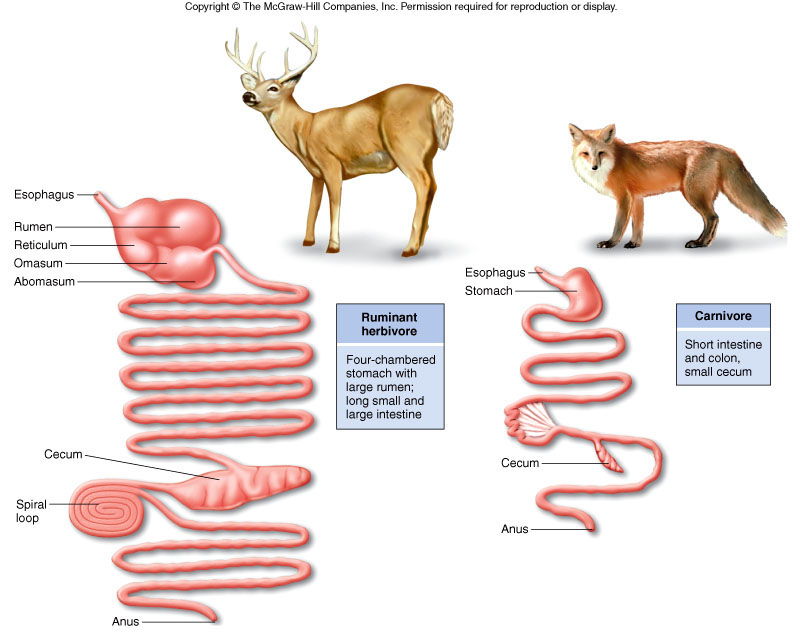 Copyright © The McGraw-Hill Companies, Inc. Permission required for reproduction or display.
Esophagus
Rumen
Reticulum
Omasum
Abomasum
Ruminant
herbivore
Four-chambered
stomach with
large rumen;
long small and
large intestine
Cecum
Spiral
loop
Anus
Esophagus
Stomach
Carnivore
Short intestine
and colon,
small cecum
Cecum
Anus